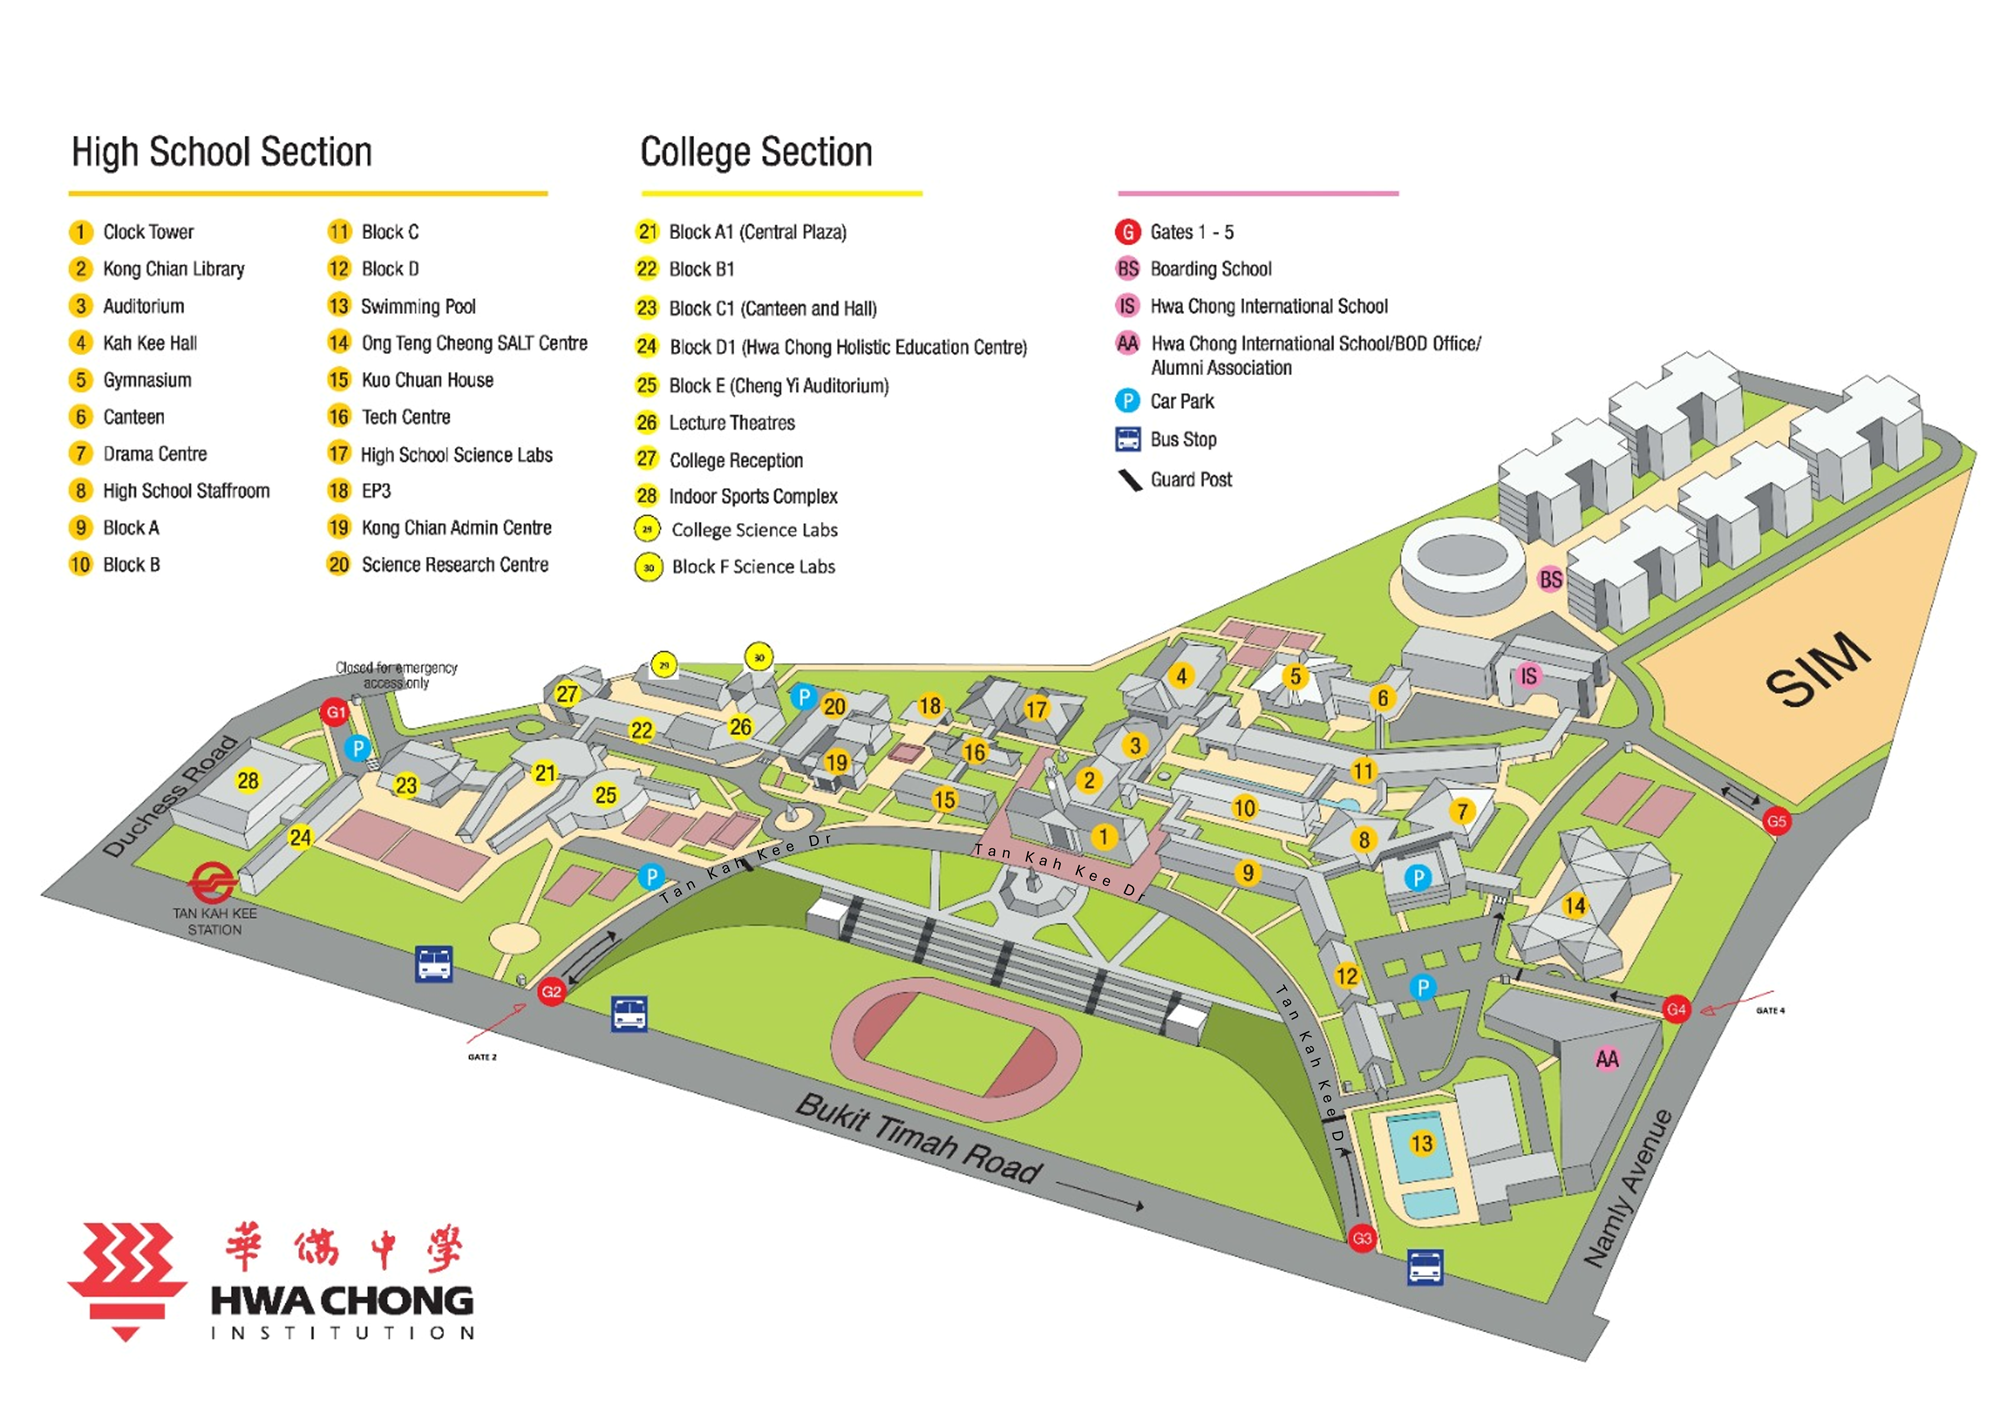 High School Section
1 Clock Tower
2 Kong Chian Library
3 Auditorium
4 Kah Kee Hall
5 Gymnasium
6 Canteen
7 Drama Centre
8 High School Staffroom
9 Block A
10 Block B
11 Block C
12 Block D
13 Swimming Pool
14 Ong Teng Cheong SALT Centre
15 Kuo Chuan House
16 Tech Centre
17 High School Science Labs
18 EP3
19 Kong Chian Admin Centre
20 Science Research Centre
College Section
21 Block A1 (Central Plaza)
22 Block B1
23 Block C1 (Canteen and Hall)
24 Block D1 (Hwa Chong Holistic Education Centre)
25 Block E (Cheng Yi Auditorium)
26 Lecture Theatres
27 College Reception
28 Indoor Sports Complex
29 College Science Labs
30 Block F Science Labs
G Gates 1 - 5
BS Boarding School
IS Hwa Chong International School
AA Hwa Chong International School/BOD Office/
Alumni Association
P Car Park
Bus Stop
Guard Post
BS
SIM
Closed for emergency
access only
29
30
4
5
6
IS
27
P
20
18
17
G1
P
22
26
3
16
19
2
11
28
23
21
25
15
10
7
G5
24
1
8
Duchess Road
Tan Kah Kee Dr
Tan Kah Kee Dr
P
9
P
14
TAN KAH KEE
STATION
12
P
G2
G4
GATE 4
GATE 2
Tan Kah Kee Dr
AA
Bukit Timah Road
13
Namly Avenue
G3
華僑中學
HWA CHONG
INSTITUTION